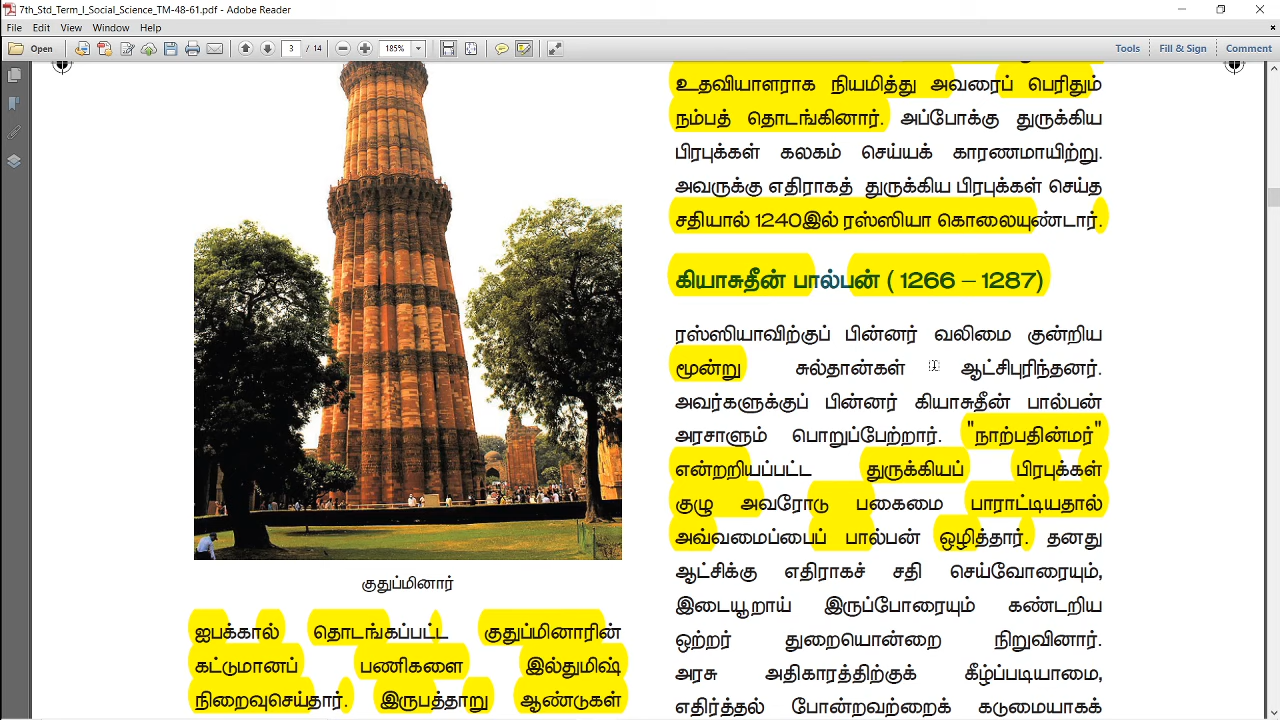 7th_Std_Term_I_Social_Science_TM-48-61.pdf - Adobe Reader
File Edit View Window Help
Open 3 / 14 185% Tools Fill & Sign Comment
குதுப்மினார்
ஐபக்கால் தொடங்கப்பட்ட குதுப்மினாரின்
கட்டுமானப் பணிகளை இல்துமிஷ்
நிறைவுசெய்தார். இருபத்தாறு ஆண்டுகள்
உதவியாளராக நியமித்து அவரைப் பெரிதும்
நம்பத் தொடங்கினார். அப்போக்கு துருக்கிய
பிரபுக்கள் கலகம் செய்யக் காரணமாயிற்று.
அவருக்கு எதிராகத் துருக்கிய பிரபுக்கள் செய்த
சதியால் 1240இல் ரஸ்ஸியா கொலையுண்டார்.
கியாசுதீன் பால்பன் ( 1266 – 1287)
ரஸ்ஸியாவிற்குப் பின்னர் வலிமை குன்றிய
மூன்று சுல்தான்கள் ஆட்சிபுரிந்தனர்.
அவர்களுக்குப் பின்னர் கியாசுதீன் பால்பன்
அரசாளும் பொறுப்பேற்றார். "நாற்பதின்மர்"
என்றறியப்பட்ட துருக்கியப் பிரபுக்கள்
குழு அவரோடு பகைமை பாராட்டியதால்
அவ்வமைப்பைப் பால்பன் ஒழித்தார். தனது
ஆட்சிக்கு எதிராகச் சதி செய்வோரையும்,
இடையூறாய் இருப்போரையும் கண்டறிய
ஒற்றர் துறையொன்றை நிறுவினார்.
அரசு அதிகாரத்திற்குக் கீழ்ப்படியாமை,
எதிர்த்தல் போன்றவற்றைக் கடுமையாகக்